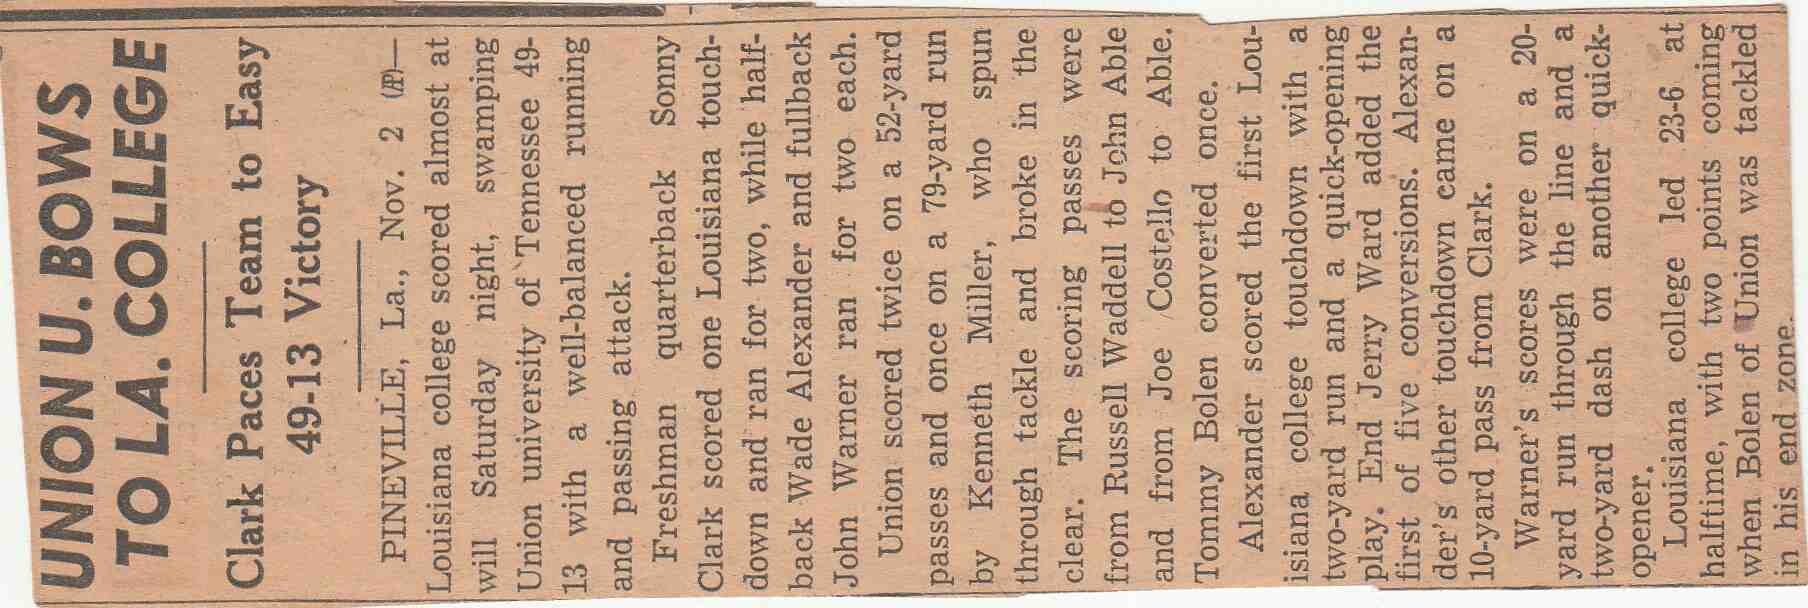 UNION U. BOWS
TO LA. COLLEGE
Clark Paces Team to Easy
49-13 Victory
PINEVILLE, La., Nov. 2 (AP)—
Louisiana college scored almost at
will Saturday night, swamping
Union university of Tennessee 49-
13 with a well-balanced running
and passing attack.
Freshman quarterback Sonny
Clark scored one Louisiana touch-
down and ran for two, while half-
back Wade Alexander and fullback
John Warner ran for two each.
Union scored twice on a 52-yard
passes and once on a 79-yard run
by Kenneth Miller, who spun
through tackle and broke in the
clear. The scoring passes were
from Russell Waddell to John Able
and from Joe Costello to Able.
Tommy Bolen converted once.
Alexander scored the first Lou-
isiana college touchdown with a
two-yard run and a quick-opening
play. End Jerry Ward added the
first of five conversions. Alexan-
der's other touchdown came on a
10-yard pass from Clark.
Warner's scores were on a 20-
yard run through the line and a
two-yard dash on another quick-
opener.
Louisiana college led 23-6 at
halftime, with two points coming
when Bolen of Union was tackled
in his end zone.